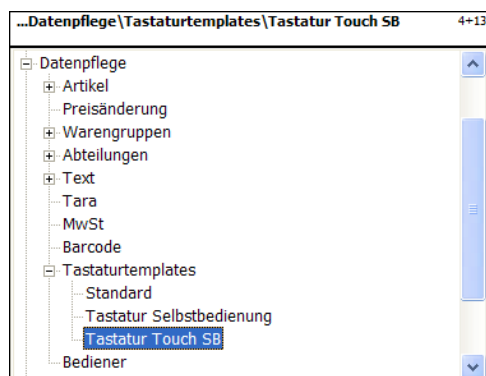 ...Datenpflege\Tastaturtemplates\Tastatur Touch SB 4+13
Datenpflege
Artikel
Preisänderung
Warengruppen
Abteilungen
Text
Tara
MwSt
Barcode
Tastaturtemplates
Standard
Tastatur Selbstbedienung
Tastatur Touch SB
Bediener